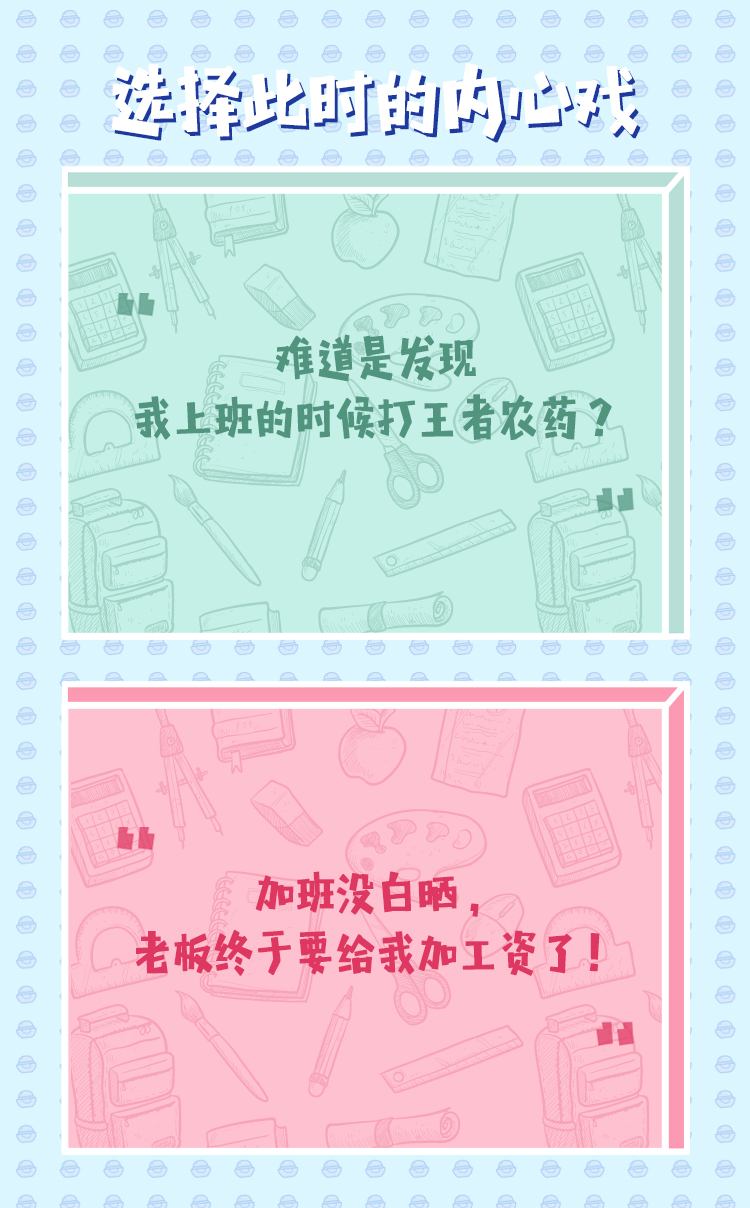 选择此时的内心戏
“
难道是发现
我上班的时候打王者农药？
”
“
加班没白晒，
老板终于要给我加工资了！
”